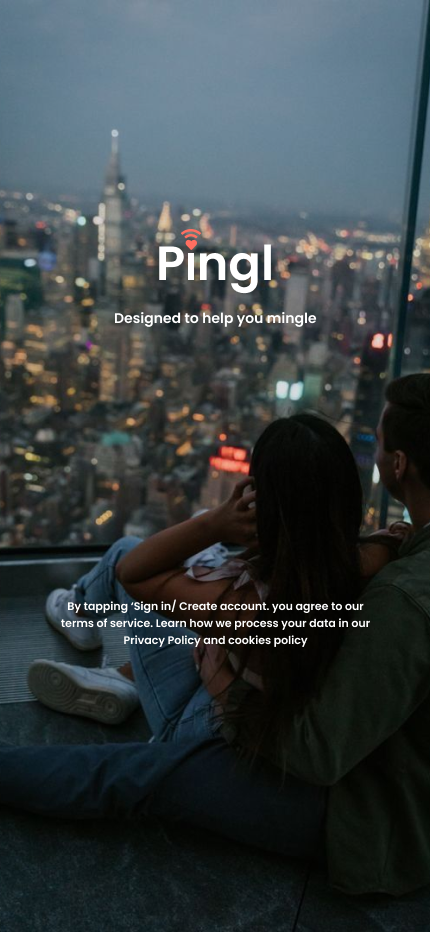 Pingl
Designed to help you mingle
By tapping ‘Sign in/ Create account. you agree to our
terms of service. Learn how we process your data in our
Privacy Policy and cookies policy